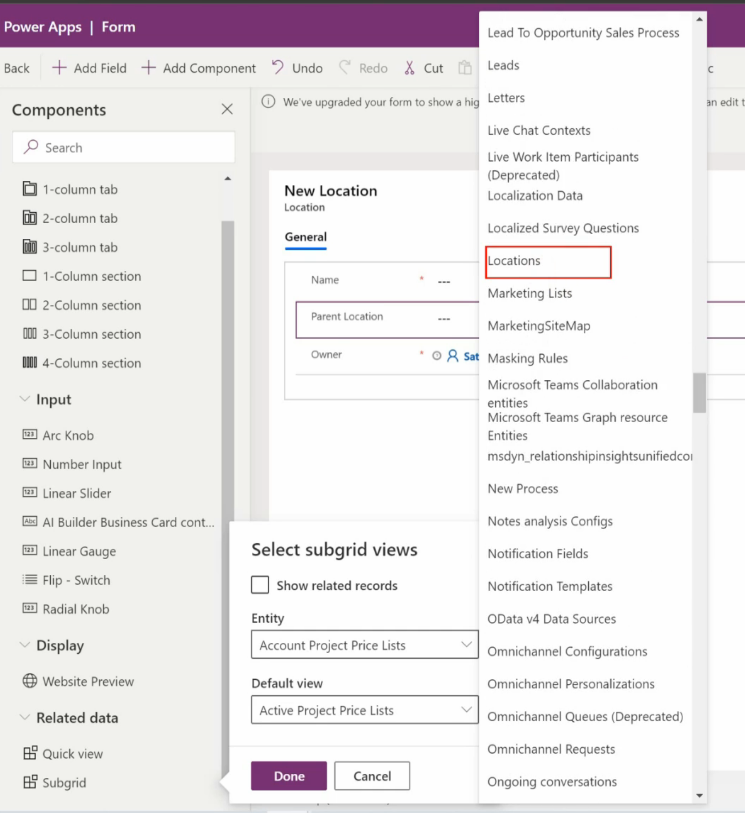 Power Apps | Form
Back
Add Field
Add Component
Undo
Redo
Cut
Components
Search
1-column tab
2-column tab
3-column tab
1-Column section
2-Column section
3-Column section
4-Column section
Input
Arc Knob
Number Input
Linear Slider
AI Builder Business Card cont...
Linear Gauge
Flip - Switch
Radial Knob
Display
Website Preview
Related data
Quick view
Subgrid
We've upgraded your form to show a hig
an edit t
New Location
Location
General
Name * ---
Parent Location ---
Owner * Sat
Select subgrid views
Show related records
Entity
Account Project Price Lists
Default view
Active Project Price Lists
Done
Cancel
Lead To Opportunity Sales Process
Leads
Letters
Live Chat Contexts
Live Work Item Participants
(Deprecated)
Localization Data
Localized Survey Questions
Locations
Marketing Lists
MarketingSiteMap
Masking Rules
Microsoft Teams Collaboration
entities
Microsoft Teams Graph resource
Entities
msdyn_relationshipinsightsunifiedcor
New Process
Notes analysis Configs
Notification Fields
Notification Templates
OData v4 Data Sources
Omnichannel Configurations
Omnichannel Personalizations
Omnichannel Queues (Deprecated)
Omnichannel Requests
Ongoing conversations